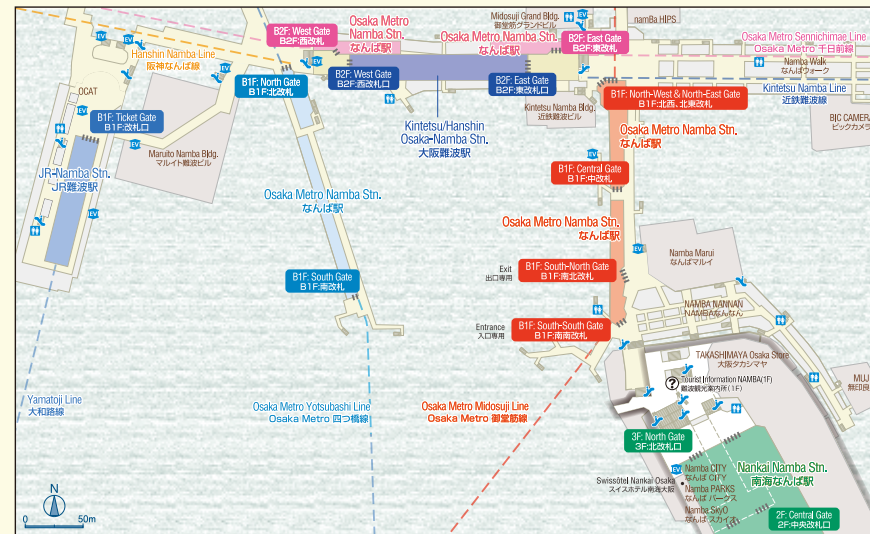 Osaka Metro
Namba Stn.
なんば駅
B2F: West Gate
B2F:西改札
Osaka Metro Namba Stn.
なんば駅
Midosuji Grand Bldg.
御堂筋グランドビル
B2F: East Gate
B2F:東改札
namBa HIPS
Osaka Metro Sennichimae Line
Osaka Metro 千日前線
Namba Walk
なんばウォーク
Kintetsu Namba Line
近鉄難波線
Hanshin Namba Line
阪神なんば線
OCAT
B1F: North Gate
B1F:北改札
B2F: West Gate
B2F:西改札口
B2F: East Gate
B2F:東改札口
B1F: North-West & North-East Gate
B1F:北西、北東改札
B1F: Ticket Gate
B1F:改札口
Kintetsu Namba Bldg.
近鉄難波ビル
BIC CAMERA
ビックカメラ
Kintetsu/Hanshin
Osaka-Namba Stn.
大阪難波駅
Osaka Metro Namba Stn.
なんば駅
Maruito Namba Bldg.
マルイト難波ビル
JR-Namba Stn.
JR難波駅
B1F: Central Gate
B1F:中改札
Osaka Metro Namba Stn.
なんば駅
Osaka Metro Namba Stn.
なんば駅
Namba Marui
なんばマルイ
Exit
出口専用
B1F: South-North Gate
B1F:南北改札
B1F: South Gate
B1F:南改札
NAMBA NANNAN
NAMBAなんなん
Entrance
入口専用
B1F: South-South Gate
B1F:南南改札
TAKASHIMAYA Osaka Store
大阪タカシマヤ
?
Tourist Information NAMBA(1F)
難波観光案内所(1F)
MUJ
無印良
Yamatoji Line
大和路線
Osaka Metro Yotsubashi Line
Osaka Metro 四つ橋線
Osaka Metro Midosuji Line
Osaka Metro 御堂筋線
3F: North Gate
3F:北改札口
EV
Namba CITY
なんば CITY
Nankai Namba Stn.
南海なんば駅
Swissôtel Nankai Osaka
スイスホテル南海大阪
Namba PARKS
なんば パークス
Namba SkyO
なんば スカイオ
2F: Central Gate
2F:中央改札口
N
0 50m